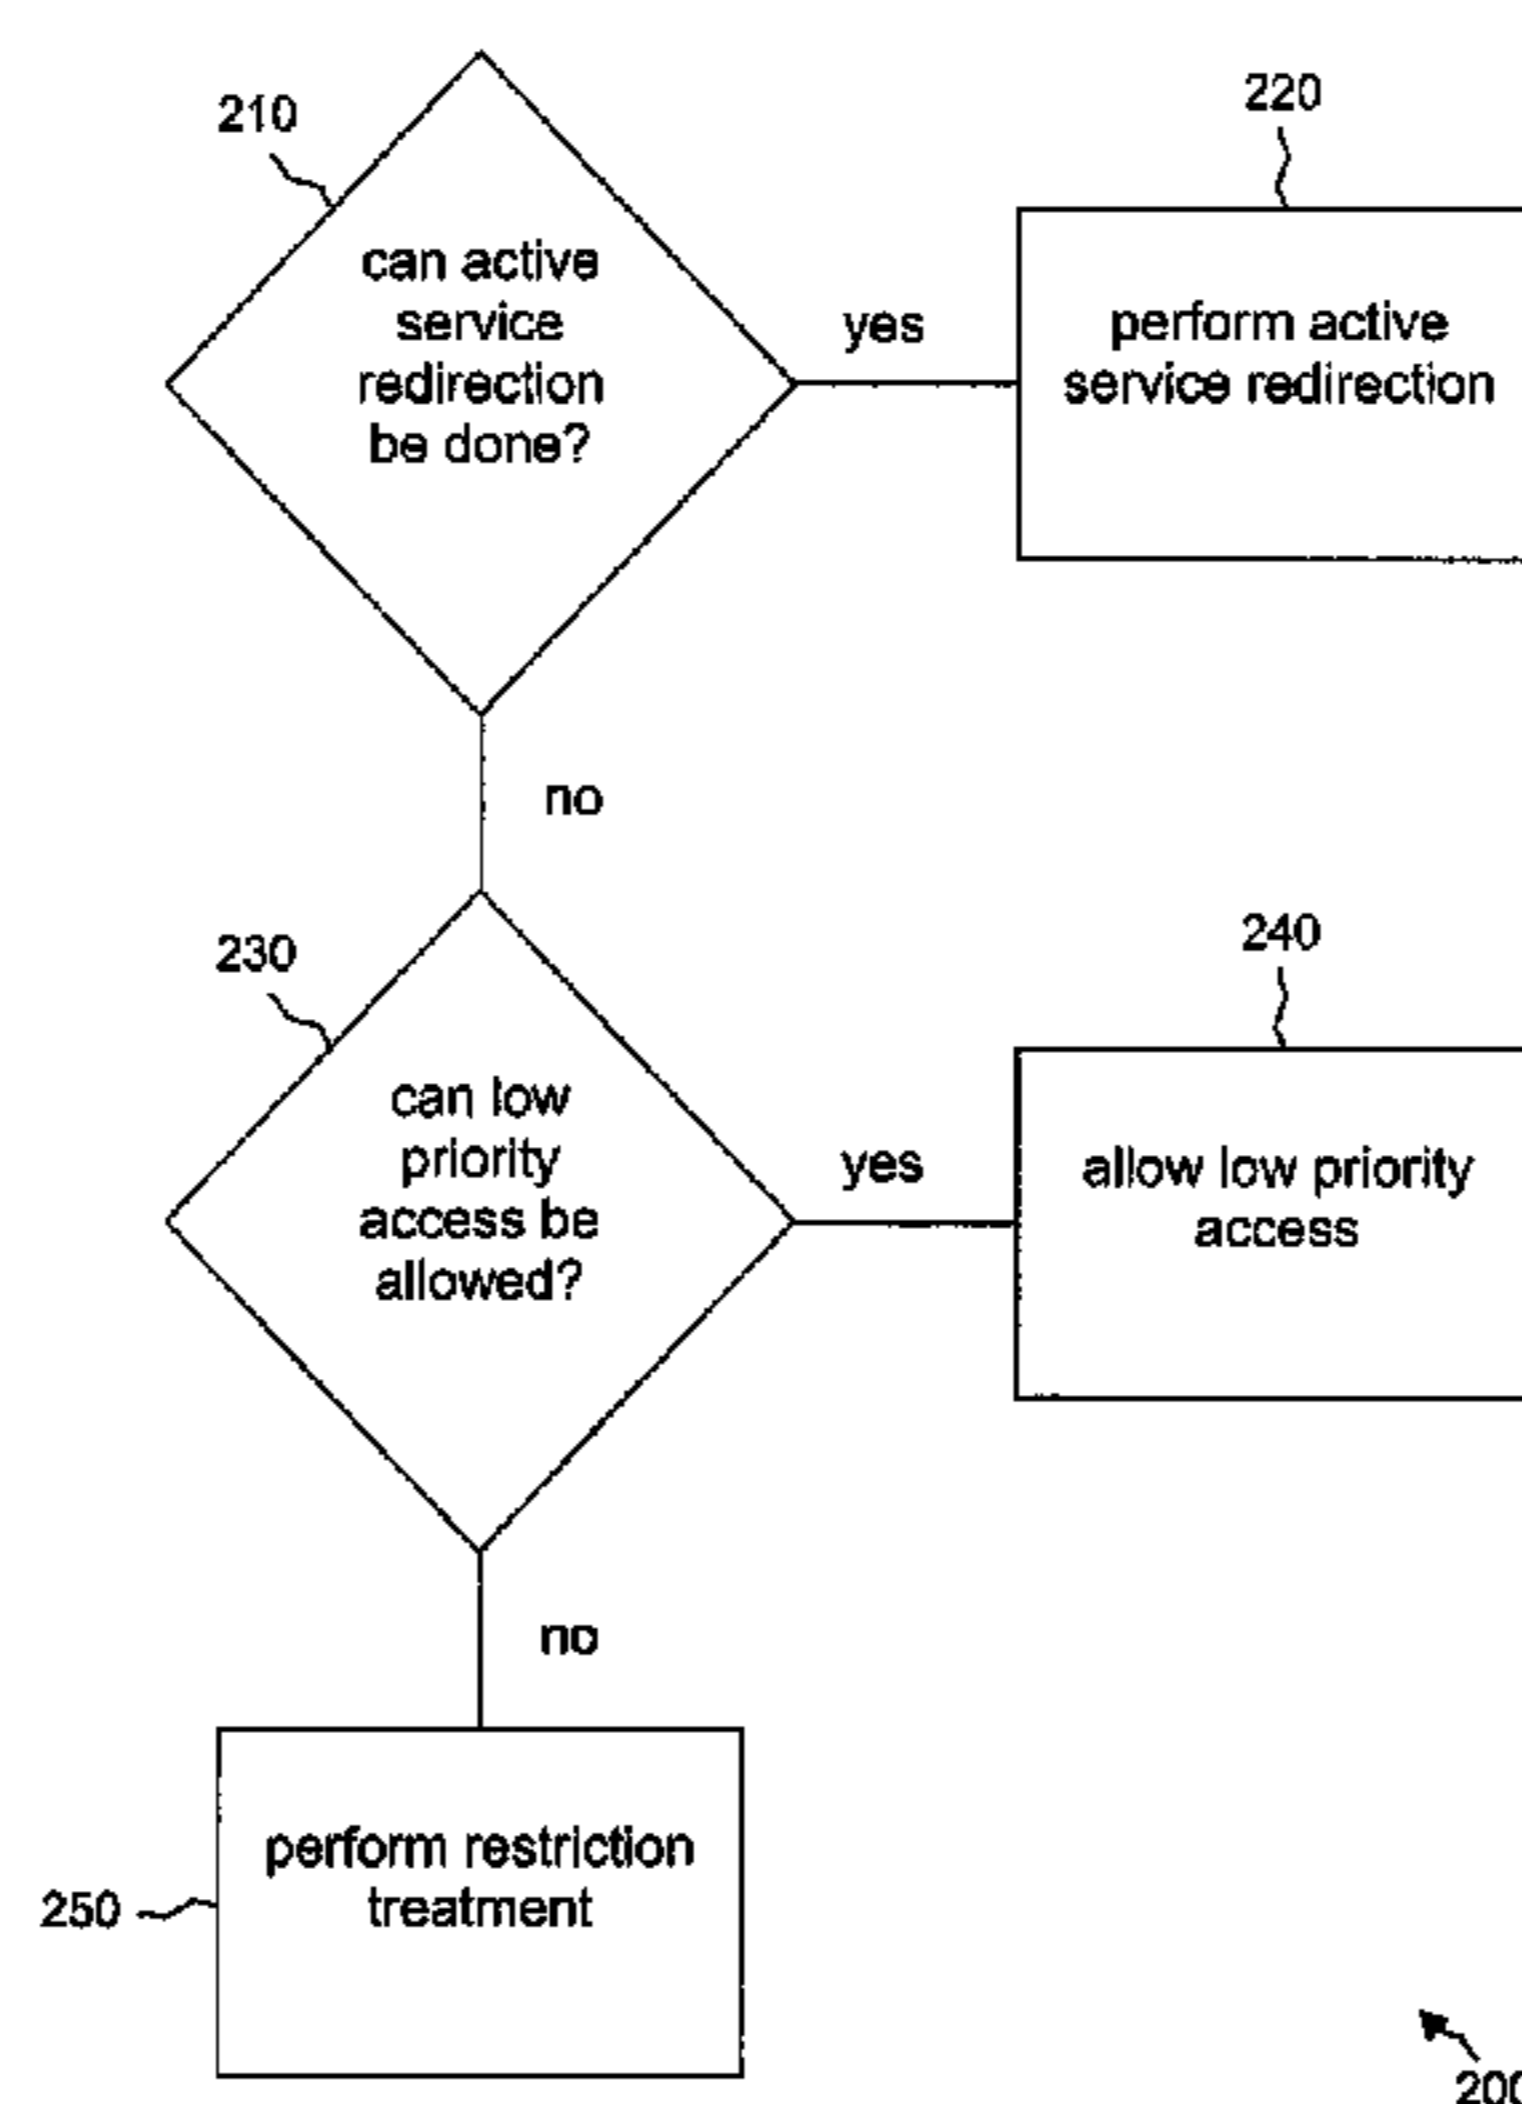 210
220
can active
service
redirection
be done?
yes
perform active
service redirection
no
230
240
can low
priority
access be
allowed?
yes
allow low priority
access
no
perform restriction
treatment
250
200